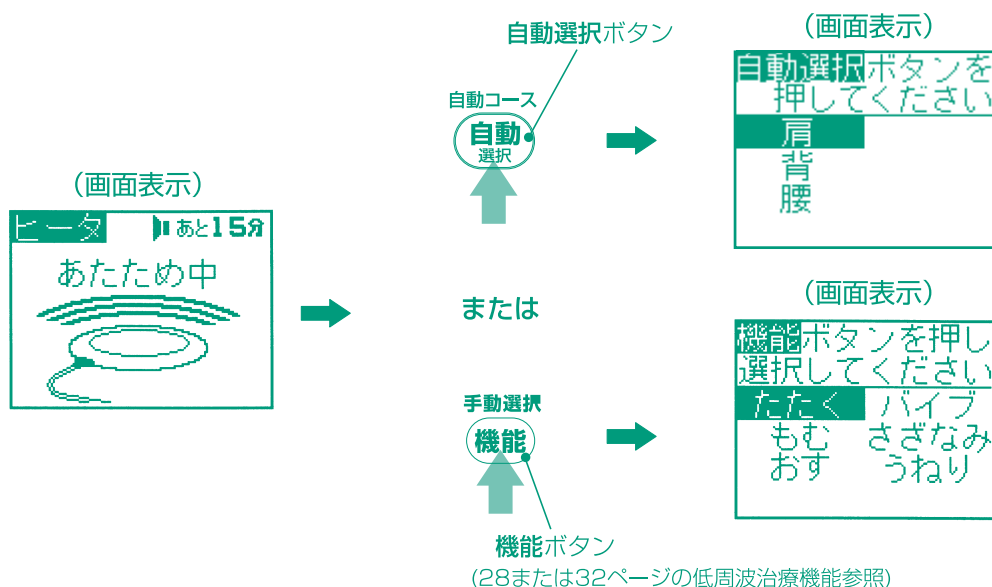 (画面表示)
ヒータ あと15分
あたため中
自動選択ボタン
自動コース
自動
選択
(画面表示)
自動選択ボタンを
押してください
肩
背
腰
または
手動選択
機能
機能ボタン
(28または32ページの低周波治療機能参照)
(画面表示)
機能ボタンを押し
選択してください
たたく バイブ
もむ さざなみ
おす うねり